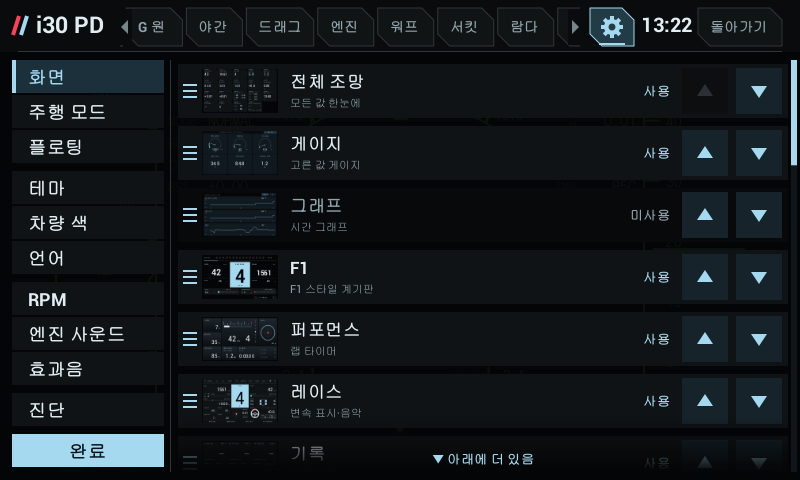 i30 PD
G 원
야간
드래그
엔진
워프
서킷
람다
13:22
돌아가기
화면
주행 모드
플로팅
테마
차량 색
언어
RPM
엔진 사운드
효과음
진단
완료
전체 조망
모든 값 한눈에
사용
게이지
고른 값 게이지
사용
그래프
시간 그래프
미사용
F1
F1 스타일 계기판
사용
42
4
1561
퍼포먼스
랩 타이머
사용
레이스
변속 표시·음악
사용
4
기록
사용
아래에 더 있음